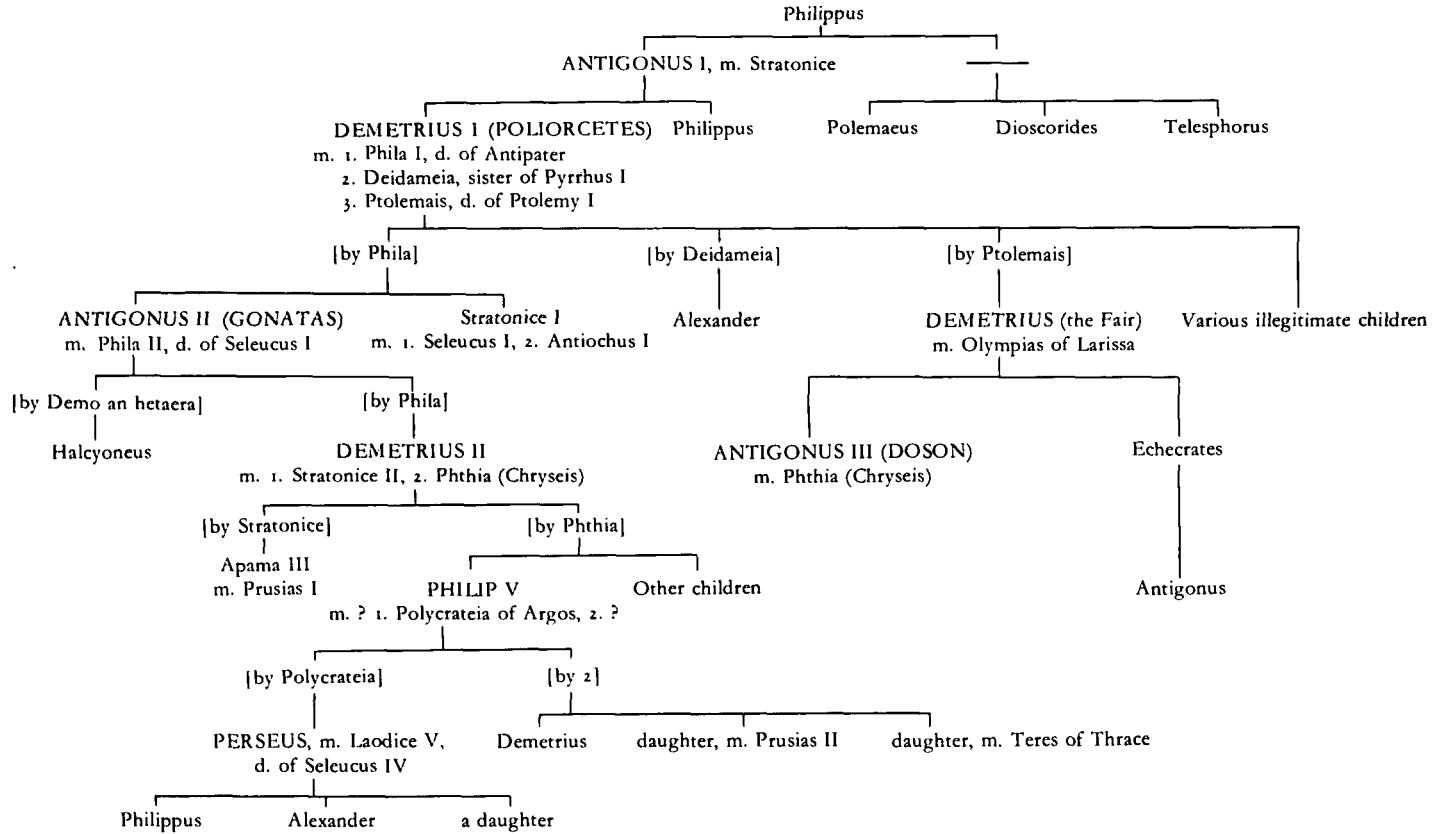 Philippus
ANTIGONUS I, m. Stratonice
DEMETRIUS I (POLIORCETES) Philippus Polemaeus Dioscorides Telesphorus
m. 1. Phila I, d. of Antipater
2. Deidameia, sister of Pyrrhus I
3. Ptolemais, d. of Ptolemy I
[by Phila] [by Deidameia] [by Ptolemais]
ANTIGONUS II (GONATAS) Stratonice I Alexander DEMETRIUS (the Fair) Various illegitimate children
m. Phila II, d. of Seleucus I m. 1. Seleucus I, 2. Antiochus I m. Olympias of Larissa
[by Demo an hetaera] [by Phila]
Halcyoneus DEMETRIUS II ANTIGONUS III (DOSON) Echecrates
m. 1. Stratonice II, 2. Phthia (Chryseis) m. Phthia (Chryseis)
[by Stratonice] [by Phthia]
Apama III
m. Prusias I PHILIP V Other children Antigonus
m. ? 1. Polycrateia of Argos, 2. ?
[by Polycrateia] [by 2]
PERSEUS, m. Laodice V, Demetrius daughter, m. Prusias II daughter, m. Teres of Thrace
d. of Seleucus IV
Philippus Alexander a daughter